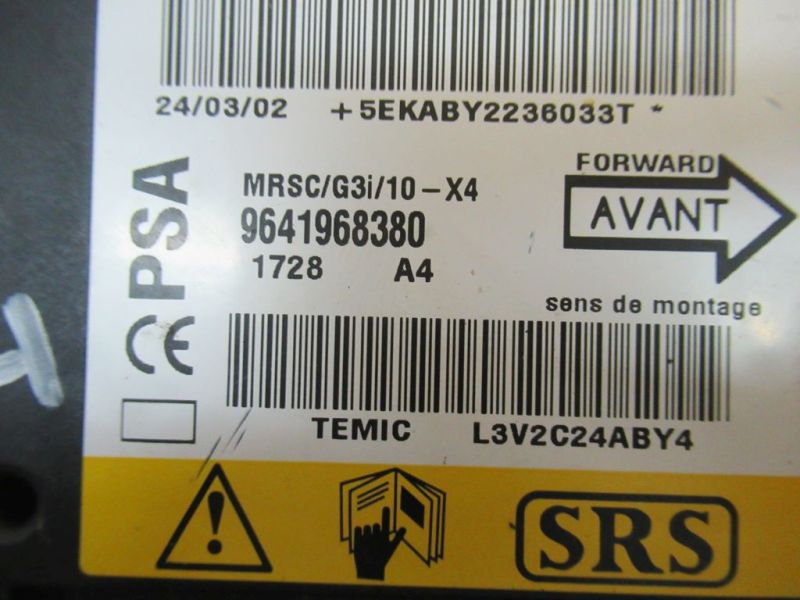 24/03/02 +5EKABY2236033T *
PSA
CE
MRSC/G3i/10-X4
9641968380
1728 A4
FORWARD
AVANT
sens de montage
TEMIC L3V2C24ABY4
!
SRS